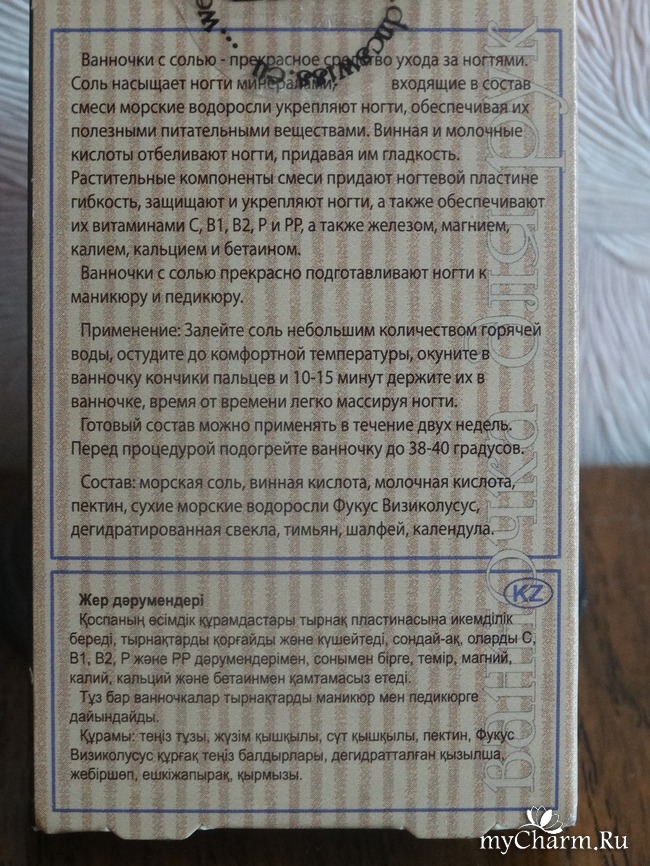 Ванночки с солью - прекрасное средство ухода за ногтями.
Соль насыщает ногти минералами, входящие в состав
смеси морские водоросли укрепляют ногти, обеспечивая их
полезными питательными веществами. Винная и молочные
кислоты отбеливают ногти, придавая им гладкость.
Растительные компоненты смеси придают ногтевой пластине
гибкость, защищают и укрепляют ногти, а также обеспечивают
их витаминами С, В1, В2, Р и РР, а также железом, магнием,
калием, кальцием и бетаином.
Ванночки с солью прекрасно подготавливают ногти к
маникюру и педикюру.
Применение: Залейте соль небольшим количеством горячей
воды, остудите до комфортной температуры, окуните в
ванночку кончики пальцев и 10-15 минут держите их в
ванночке, время от времени легко массируя ногти.
Готовый состав можно применять в течение двух недель.
Перед процедурой подогрейте ванночку до 38-40 градусов.
Состав: морская соль, винная кислота, молочная кислота,
пектин, сухие морские водоросли Фукус Визиколусус,
дегидратированная свекла, тимьян, шалфей, календула.
ванночка для рук
KZ
Жер дәрумендері
Қоспаның өсімдік құрамдастары тырнақ пластинасына икемділік
береді, тырнақтарды қорғайды және күшейтеді, сондай-ақ, оларды С,
В1, В2, Р және РР дәрумендерімен, сонымен бірге, темір, магний,
калий, кальций және бетаинмен қамтамасыз етеді.
Тұз бар ванночкалар тырнақтарды маникюр мен педикюрге
дайындайды.
Құрамы: теңіз тұзы, жүзім қышқылы, сүт қышқылы, пектин, Фукус
Визиколусус құрғақ теңіз балдырлары, дегидратталған қызылша,
жебіршөп, ешкіжапырақ, қырмызы.
myCharm.Ru